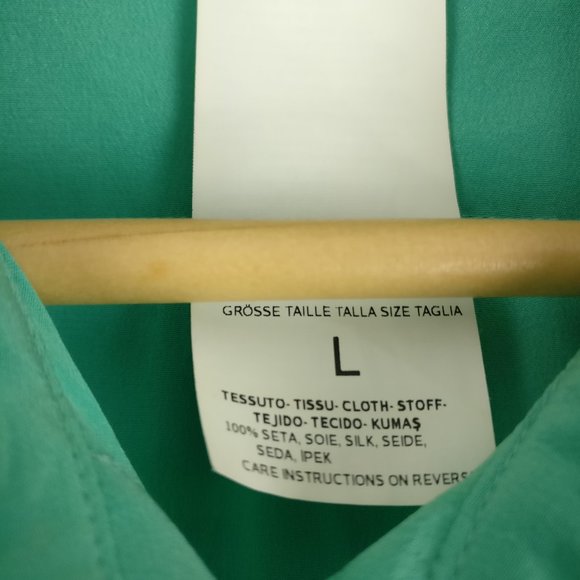 GRÖSSE TAILLE TALLA SIZE TAGLIA
L
TESSUTO- TISSU- CLOTH- STOFF-
TEJIDO- TECIDO- KUMAŞ
100% SETA, SOIE, SILK, SEIDE,
SEDA, IPEK
CARE INSTRUCTIONS ON REVERS